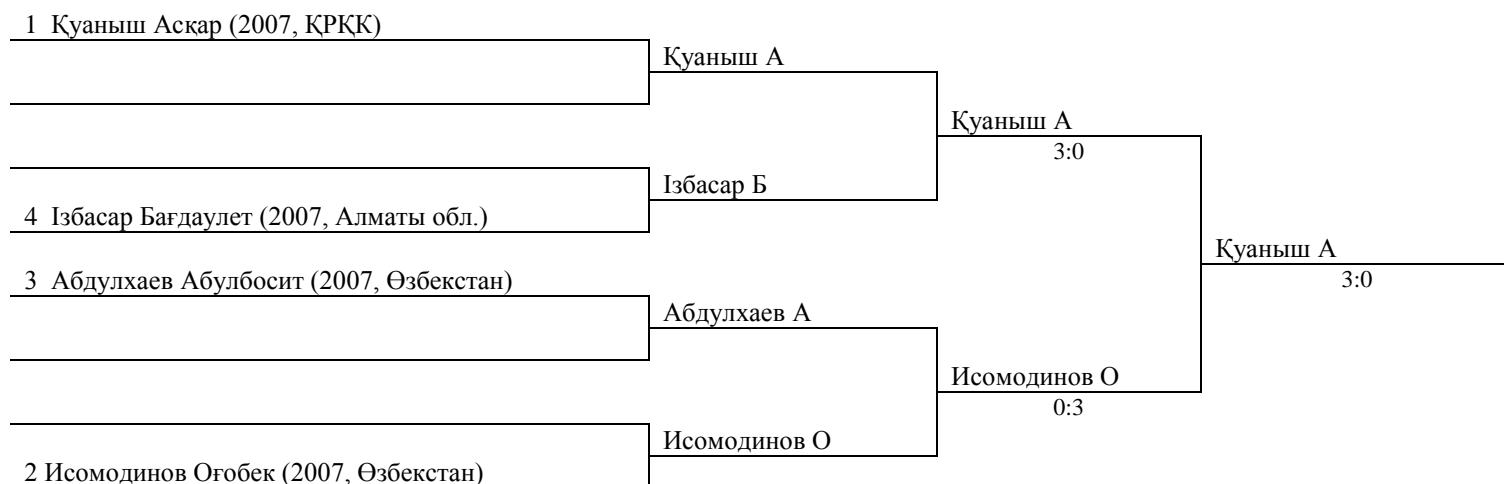 1 Қуаныш Асқар (2007, ҚРҚК)
Қуаныш А
Қуаныш А
3:0
Ізбасар Б
4 Ізбасар Бағдаулет (2007, Алматы обл.)
Қуаныш А
3:0
3 Абдулхаев Абулбосит (2007, Өзбекстан)
Абдулхаев А
Исомодинов О
0:3
Исомодинов О
2 Исомодинов Оғобек (2007, Өзбекстан)